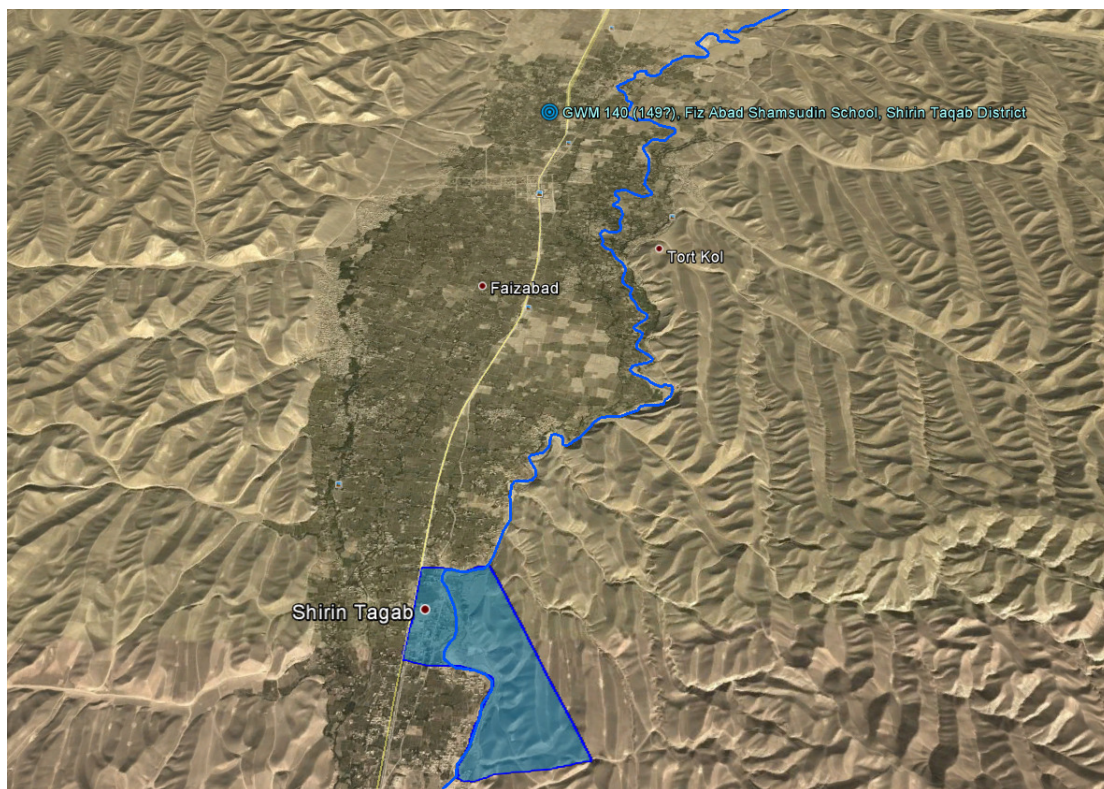 GWM 140 (149?), Fiz Abad Shamsudin School, Shirin Taqab District
Tort Kol
Faizabad
Shirin Tagab